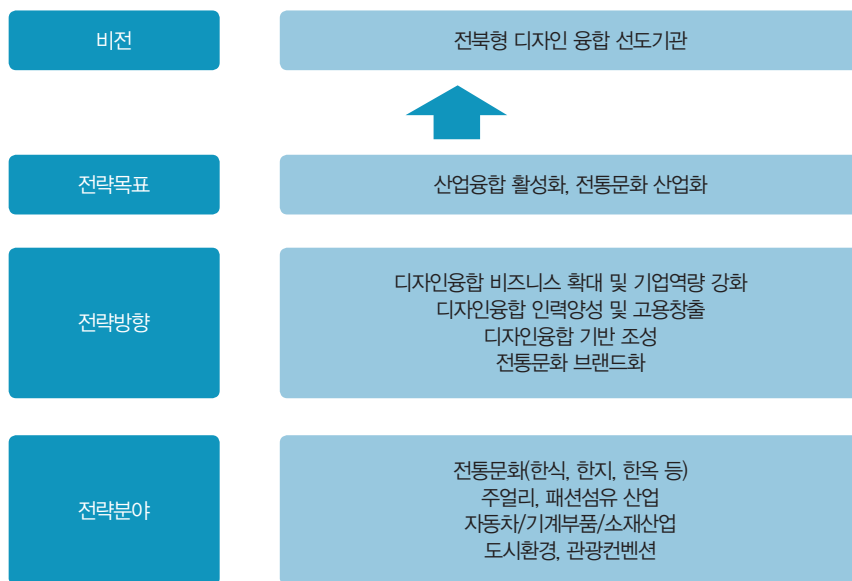 비전
전북형 디자인 융합 선도기관
전략목표
산업융합 활성화, 전통문화 산업화
전략방향
디자인융합 비즈니스 확대 및 기업역량 강화
디자인융합 인력양성 및 고용창출
디자인융합 기반 조성
전통문화 브랜드화
전략분야
전통문화(한식, 한지, 한옥 등)
주얼리, 패션섬유 산업
자동차/기계부품/소재산업
도시환경, 관광컨벤션